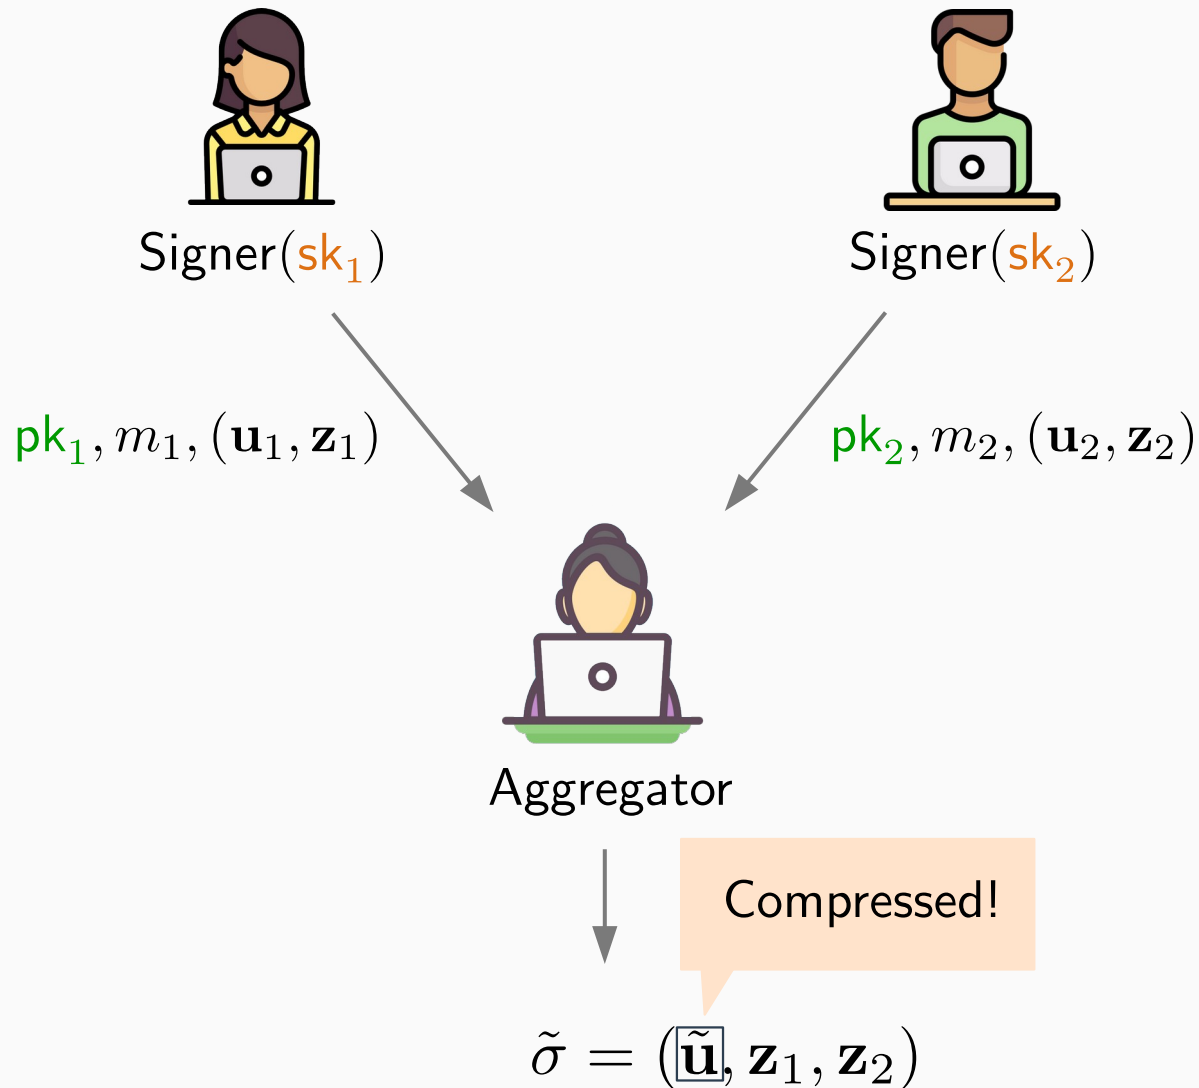 Signer(sk₁)
Signer(sk₂)
pk₁, m₁, (u₁, z₁)
pk₂, m₂, (u₂, z₂)
Aggregator
Compressed!
σ̃ = (ũ, z₁, z₂)